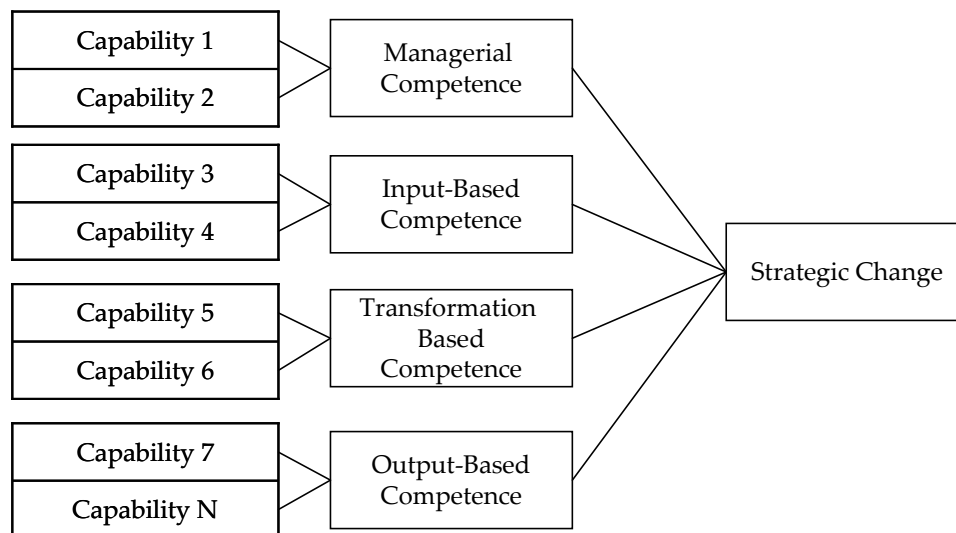 Capability 1
Capability 2
Managerial
Competence
Capability 3
Capability 4
Input-Based
Competence
Capability 5
Capability 6
Transformation
Based
Competence
Capability 7
Capability N
Output-Based
Competence
Strategic Change